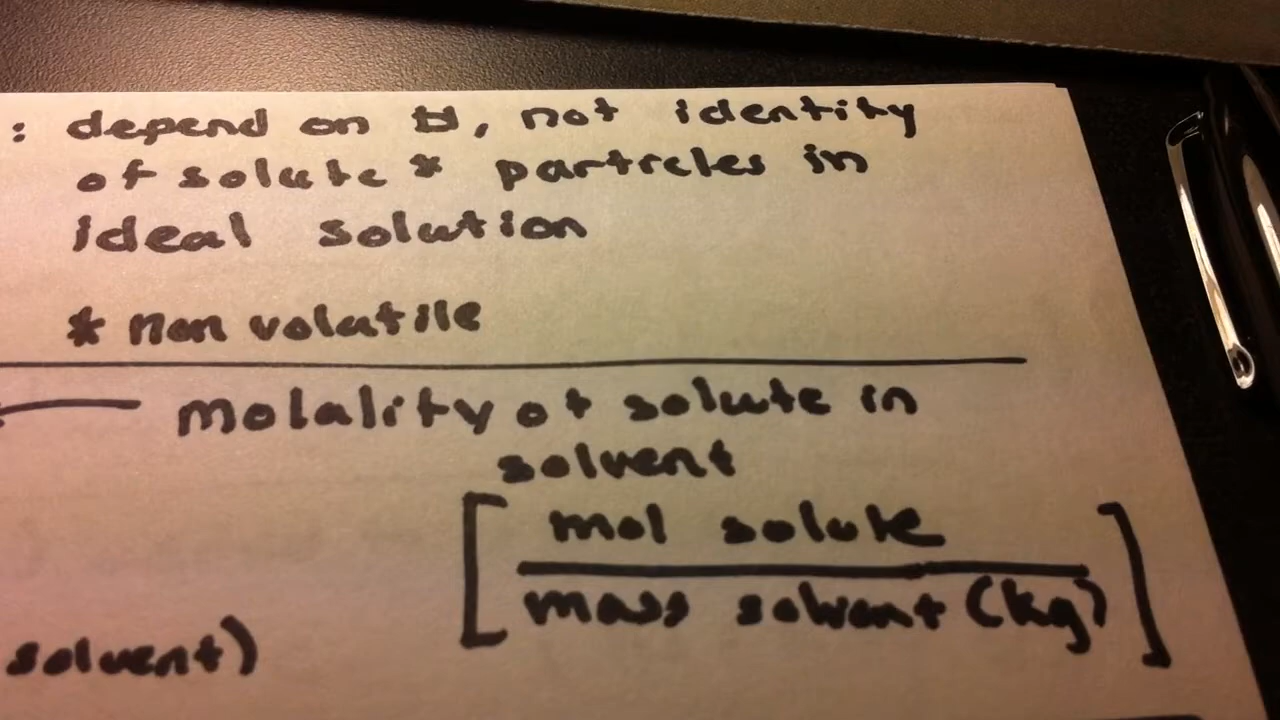 : depend on #, not identity
of solute * particles in
ideal solution
* non volatile
molality of solute in
solvent
[ mol solute
mass solvent (kg) ]
solvent)